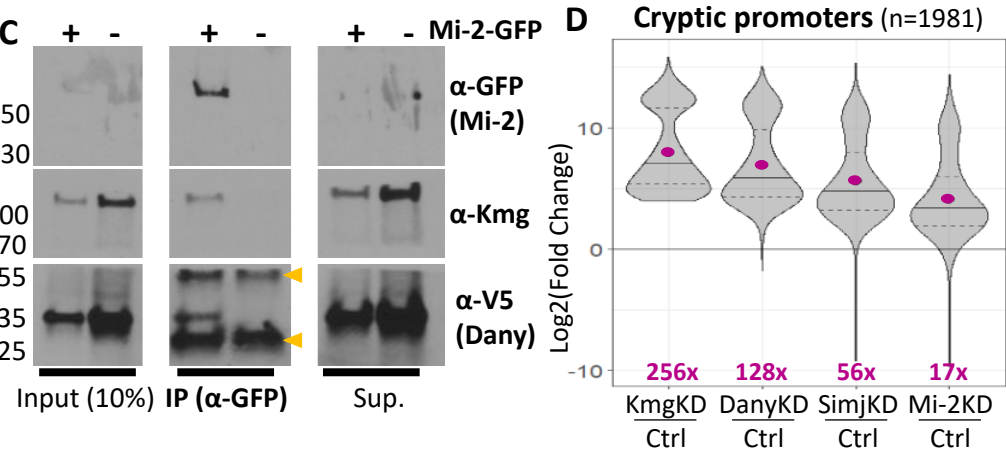 C
+ - + - + - Mi-2-GFP
α-GFP
(Mi-2)
50
30
α-Kmg
00
70
55
35
25
α-V5
(Dany)
Input (10%) IP (α-GFP) Sup.
D Cryptic promoters (n=1981)
Log2(Fold Change)
10
0
-10
256x 128x 56x 17x
KmgKD DanyKD SimjKD Mi-2KD
Ctrl Ctrl Ctrl Ctrl